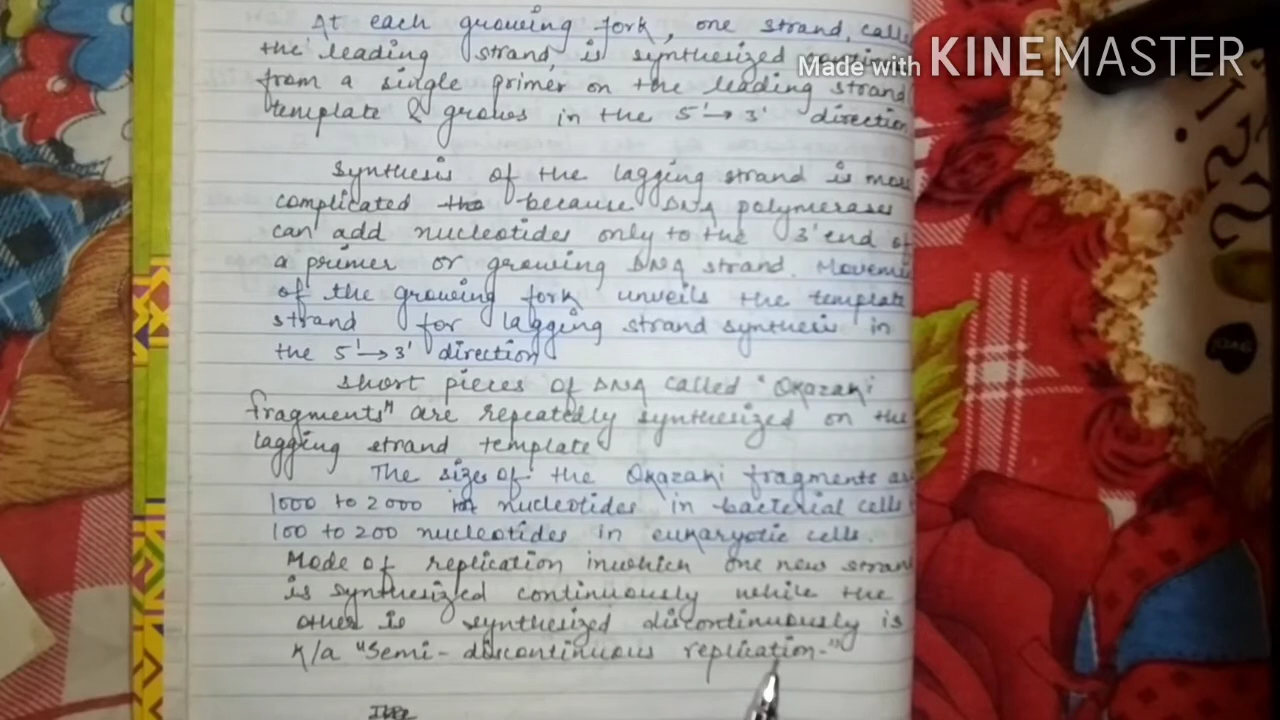 At each growing fork, one strand, calle
the leading strand, is synthesized
Made with KINEMASTER
from a single primer on the leading strand
template & grows in the 5' → 3' direction
Synthesis of the lagging strand is mor
complicated because DNA polymerases
can add nucleotides only to the 3' end of
a primer or growing DNA strand. Moveme
of the growing fork unveils the template
strand for lagging strand synthesis in
the 5' → 3' direction
Short pieces of DNA called "Okazaki
fragments" are repeatedly synthesized on the
lagging strand template
The sizes of the Okazaki fragments are
1000 to 2000 nucleotides in bacterial cells
100 to 200 nucleotides in eukaryotic cells.
Mode of replication inwhich one new stran
is synthesized continuously while the
other is synthesized discontinuously is
K/a "Semi-discontinuous replication."